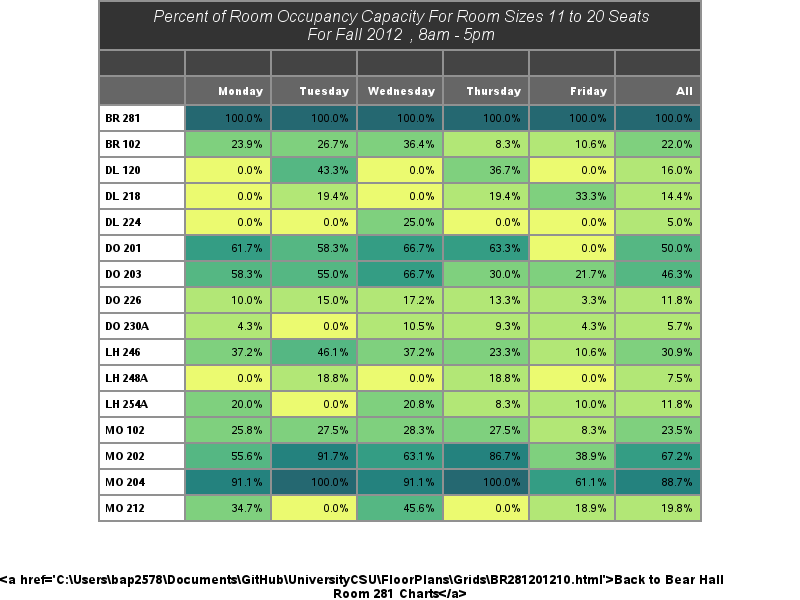 Percent of Room Occupancy Capacity For Room Sizes 11 to 20 Seats
For Fall 2012 , 8am - 5pm
Monday Tuesday Wednesday Thursday Friday All
BR 281 100.0% 100.0% 100.0% 100.0% 100.0% 100.0%
BR 102 23.9% 26.7% 36.4% 8.3% 10.6% 22.0%
DL 120 0.0% 43.3% 0.0% 36.7% 0.0% 16.0%
DL 218 0.0% 19.4% 0.0% 19.4% 33.3% 14.4%
DL 224 0.0% 0.0% 25.0% 0.0% 0.0% 5.0%
DO 201 61.7% 58.3% 66.7% 63.3% 0.0% 50.0%
DO 203 58.3% 55.0% 66.7% 30.0% 21.7% 46.3%
DO 226 10.0% 15.0% 17.2% 13.3% 3.3% 11.8%
DO 230A 4.3% 0.0% 10.5% 9.3% 4.3% 5.7%
LH 246 37.2% 46.1% 37.2% 23.3% 10.6% 30.9%
LH 248A 0.0% 18.8% 0.0% 18.8% 0.0% 7.5%
LH 254A 20.0% 0.0% 20.8% 8.3% 10.0% 11.8%
MO 102 25.8% 27.5% 28.3% 27.5% 8.3% 23.5%
MO 202 55.6% 91.7% 63.1% 86.7% 38.9% 67.2%
MO 204 91.1% 100.0% 91.1% 100.0% 61.1% 88.7%
MO 212 34.7% 0.0% 45.6% 0.0% 18.9% 19.8%
<a href='C:\Users\bap2578\Documents\GitHub\UniversityCSU\FloorPlans\Grids\BR281201210.html'>Back to Bear Hall
Room 281 Charts</a>